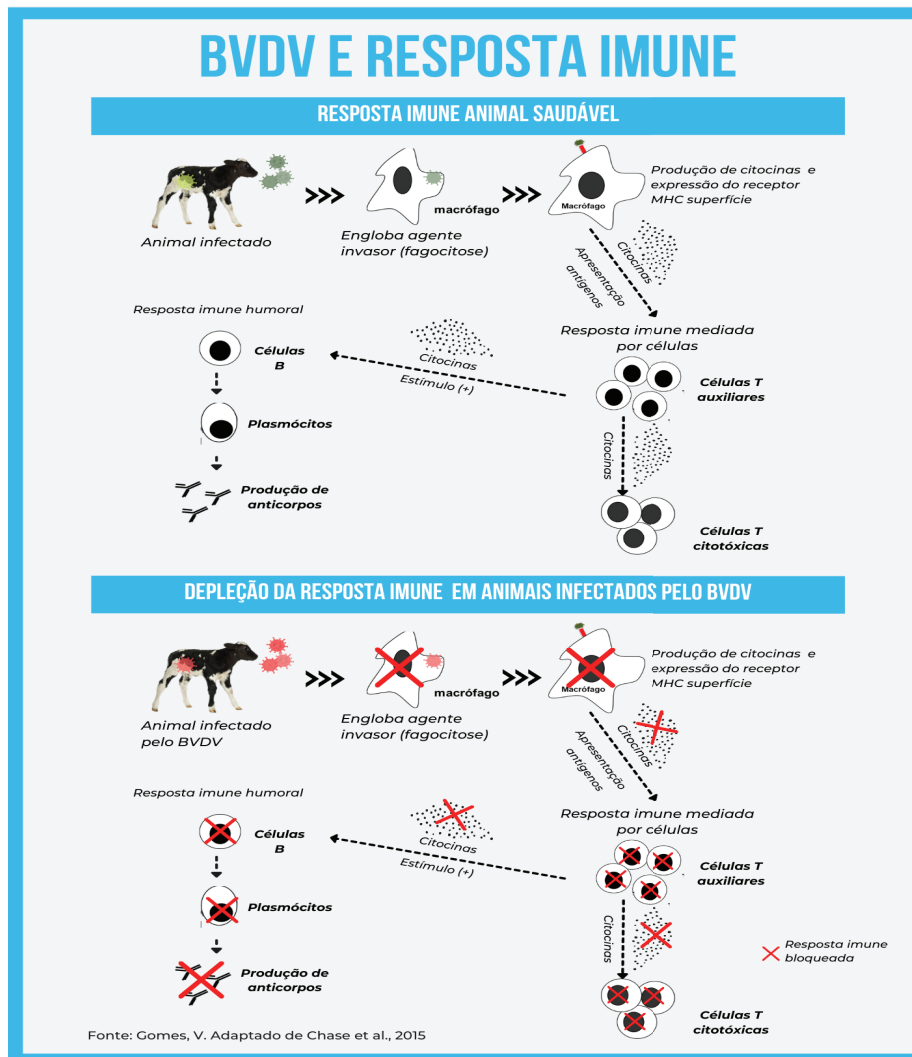 BVDV E RESPOSTA IMUNE
RESPOSTA IMUNE ANIMAL SAUDÁVEL
Animal infectado
macrófago
Engloba agente
invasor (fagocitose)
Macrófago
Produção de citocinas e
expressão do receptor
MHC superfície
Citocinas
Apresentação
antígenos
Resposta imune mediada
por células
Células T
auxiliares
Citocinas
Estímulo (+)
Resposta imune humoral
Células
B
Plasmócitos
Produção de
anticorpos
Citocinas
Células T
citotóxicas
DEPLEÇÃO DA RESPOSTA IMUNE EM ANIMAIS INFECTADOS PELO BVDV
Animal infectado
pelo BVDV
macrófago
Engloba agente
invasor (fagocitose)
Macrófago
Produção de citocinas e
expressão do receptor
MHC superfície
Citocinas
Apresentação
antígenos
Resposta imune mediada
por células
Células T
auxiliares
Citocinas
Estímulo (+)
Resposta imune humoral
Células
B
Plasmócitos
Produção de
anticorpos
Citocinas
Células T
citotóxicas
Resposta imune
bloqueada
Fonte: Gomes, V. Adaptado de Chase et al., 2015